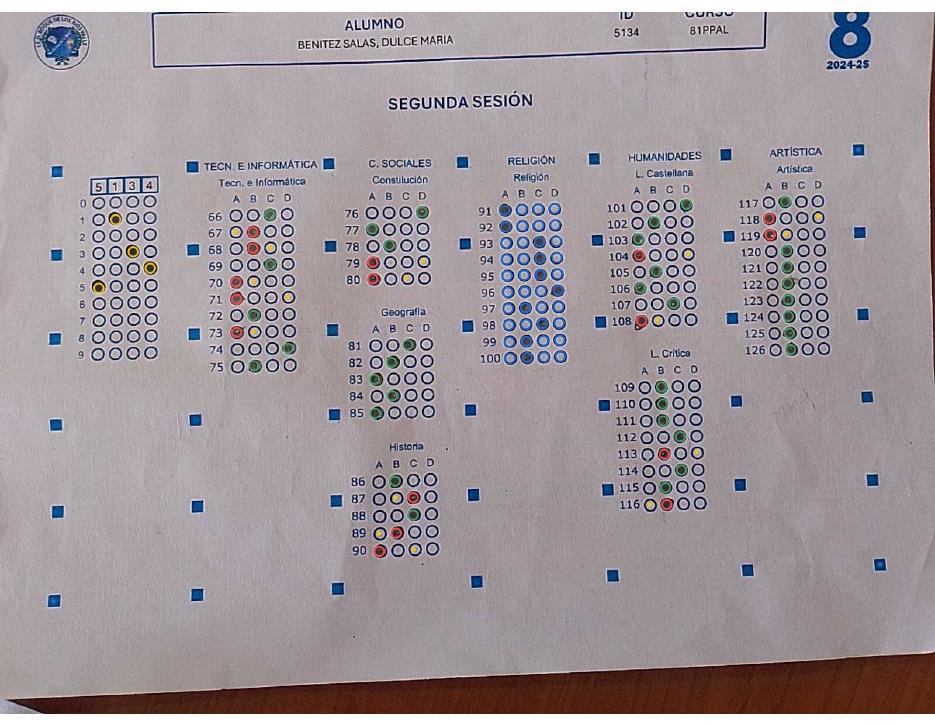 ALUMNO
BENITEZ SALAS, DULCE MARIA
ID
5134
CURSO
81PPAL
8
2024-25
SEGUNDA SESIÓN
5 1 3 4
0
1
2
3
4
5
6
7
8
9
TECN. E INFORMÁTICA
Tecn. e Informática
A B C D
66
67
68
69
70
71
72
73
74
75
C. SOCIALES
Constitución
A B C D
76
77
78
79
80
Geografía
A B C D
81
82
83
84
85
Historia
A B C D
86
87
88
89
90
RELIGIÓN
Religión
A B C D
91
92
93
94
95
96
97
98
99
100
HUMANIDADES
L. Castellana
A B C D
101
102
103
104
105
106
107
108
L. Crítica
A B C D
109
110
111
112
113
114
115
116
ARTÍSTICA
Artística
A B C D
117
118
119
120
121
122
123
124
125
126